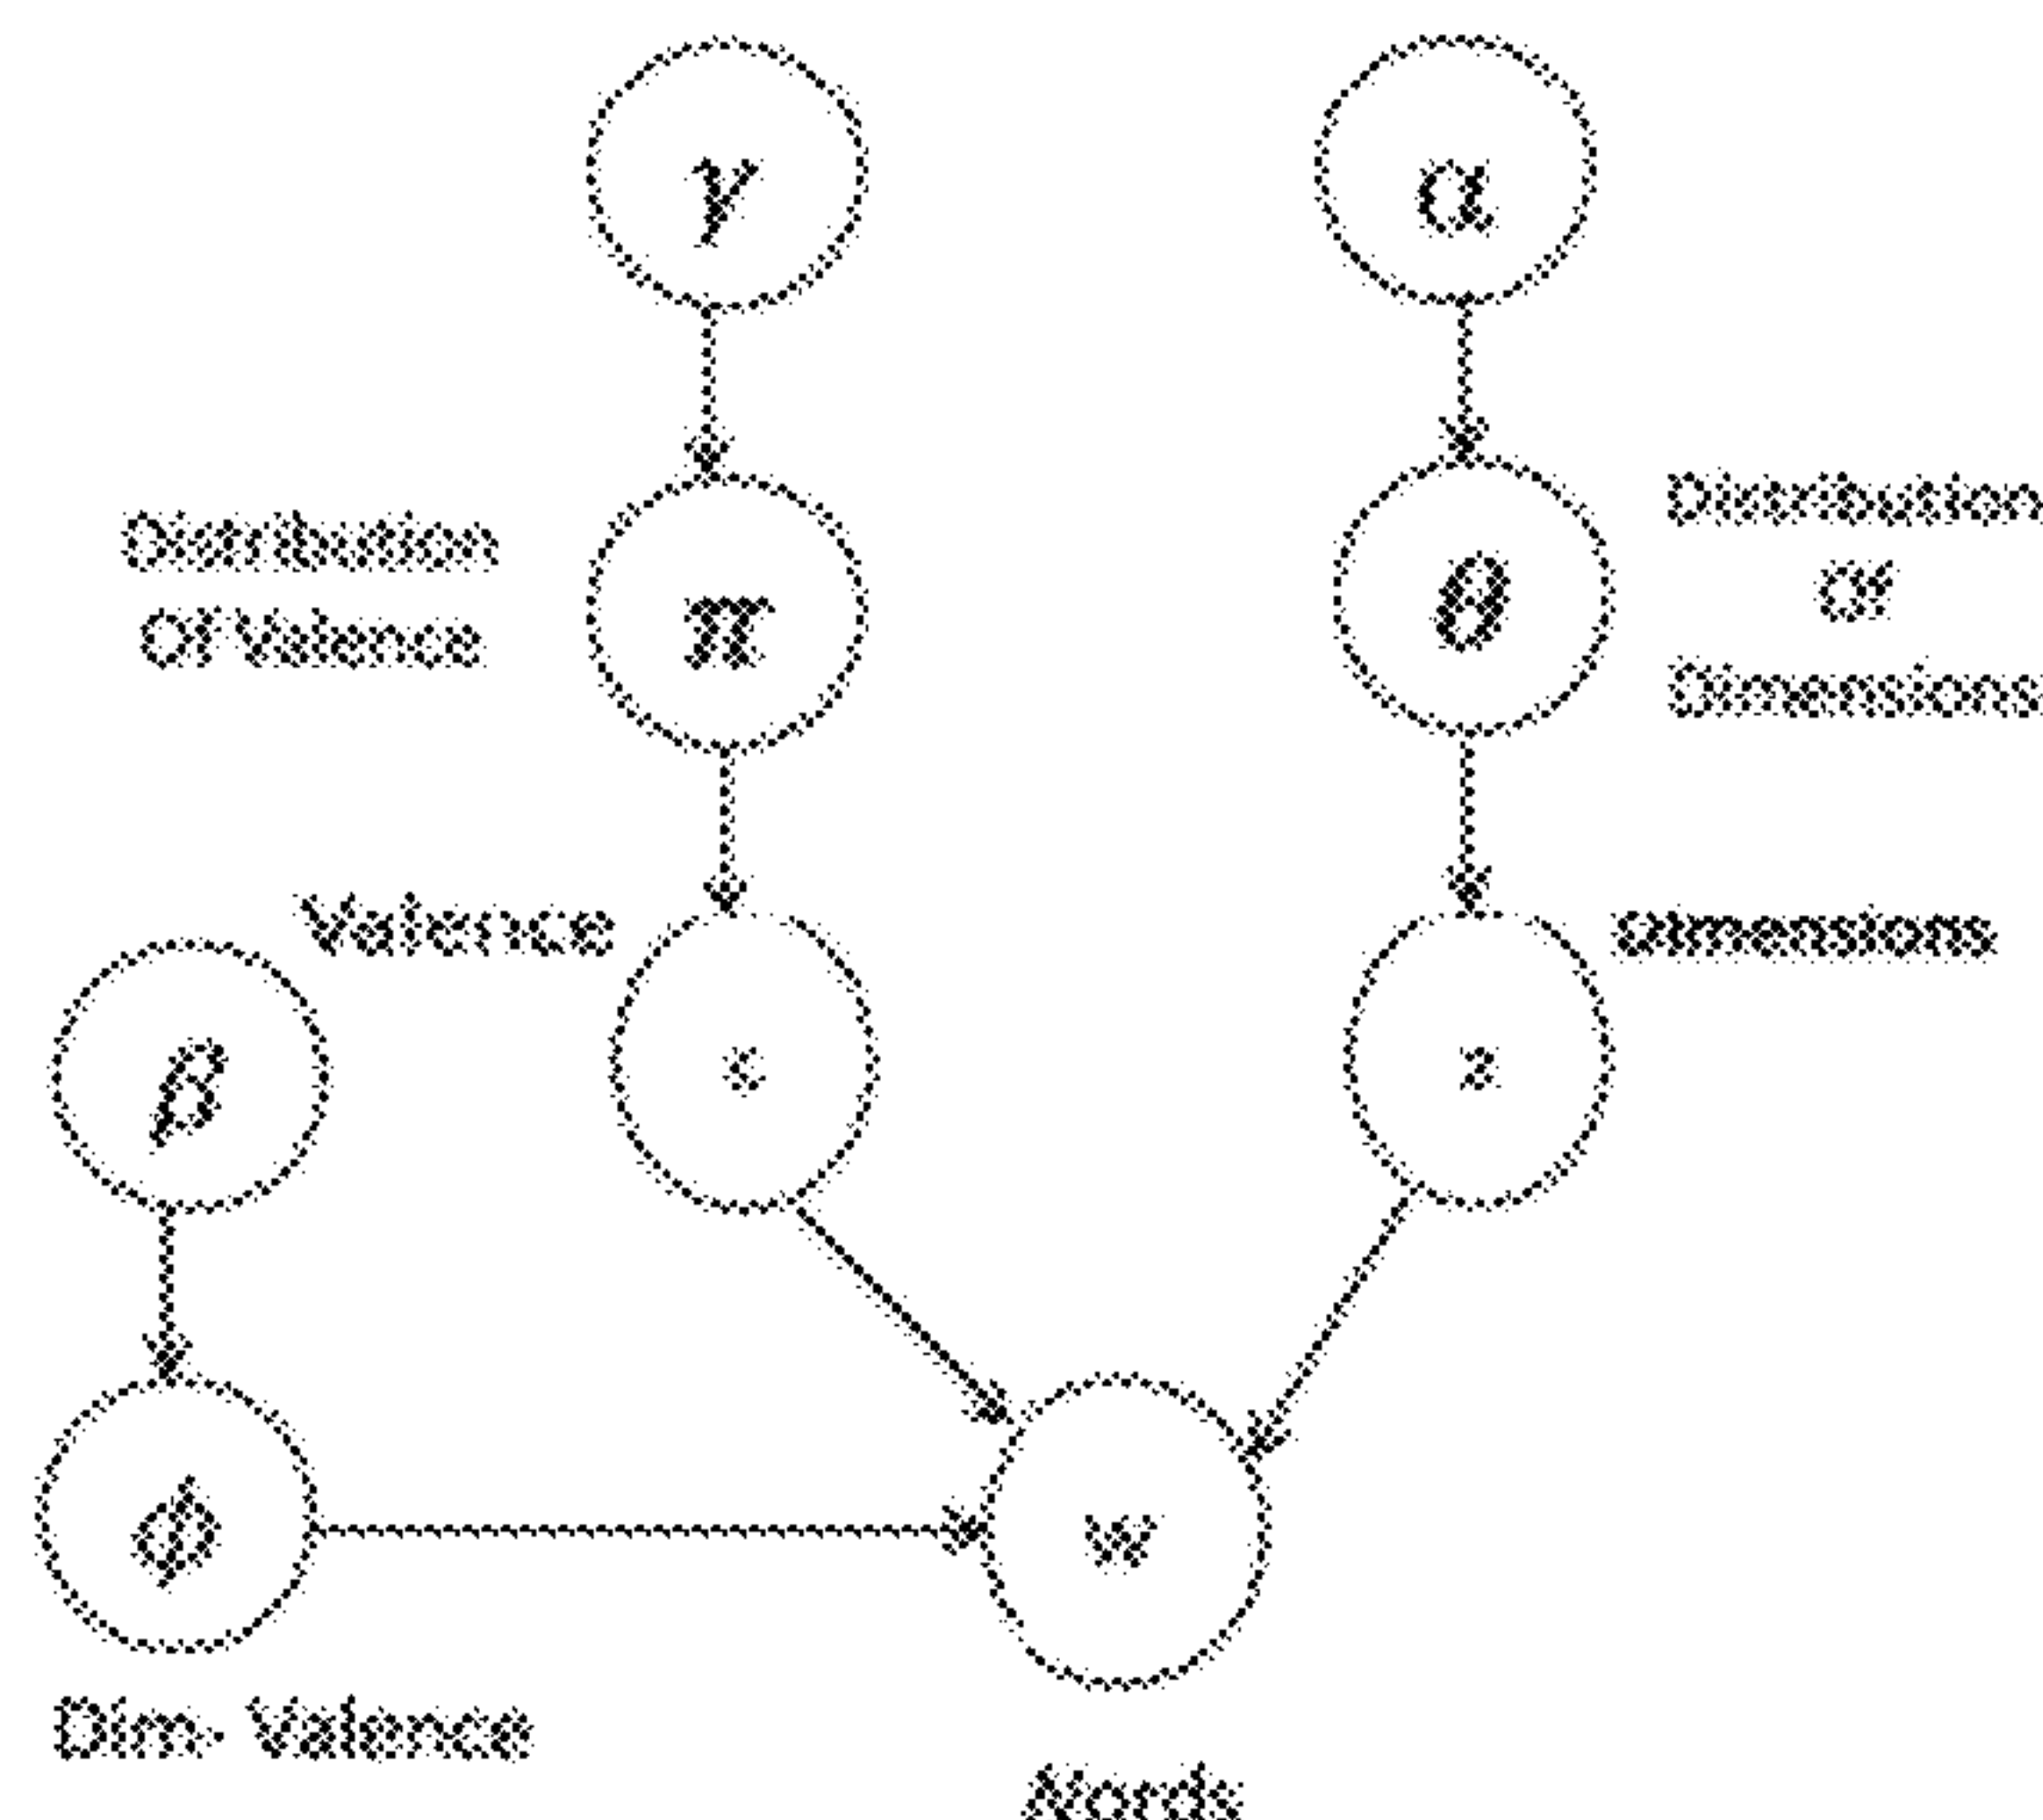 γ
α
Distribution
Of Valence
π
θ
Distribution
Of
Dimensions
Valence
Dimensions
β
c
z
ϕ
w
Dim- Valence
Words